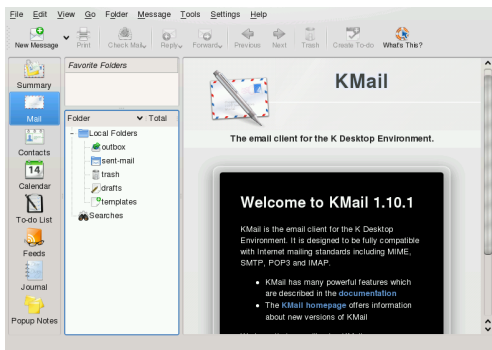 File Edit View Go Folder Message Tools Settings Help
New Message Print Check Mail Reply Forward Previous Next Trash Create To-do What's This?
Summary
Mail
Contacts
14
Calendar
To-do List
Feeds
Journal
Popup Notes
Favorite Folders
Folder Total
Local Folders
outbox
sent-mail
trash
drafts
templates
Searches
KMail
The email client for the K Desktop Environment.
Welcome to KMail 1.10.1
KMail is the email client for the K Desktop
Environment. It is designed to be fully compatible
with Internet mailing standards including MIME,
SMTP, POP3 and IMAP.
• KMail has many powerful features which
are described in the documentation
• The KMail homepage offers information
about new versions of KMail